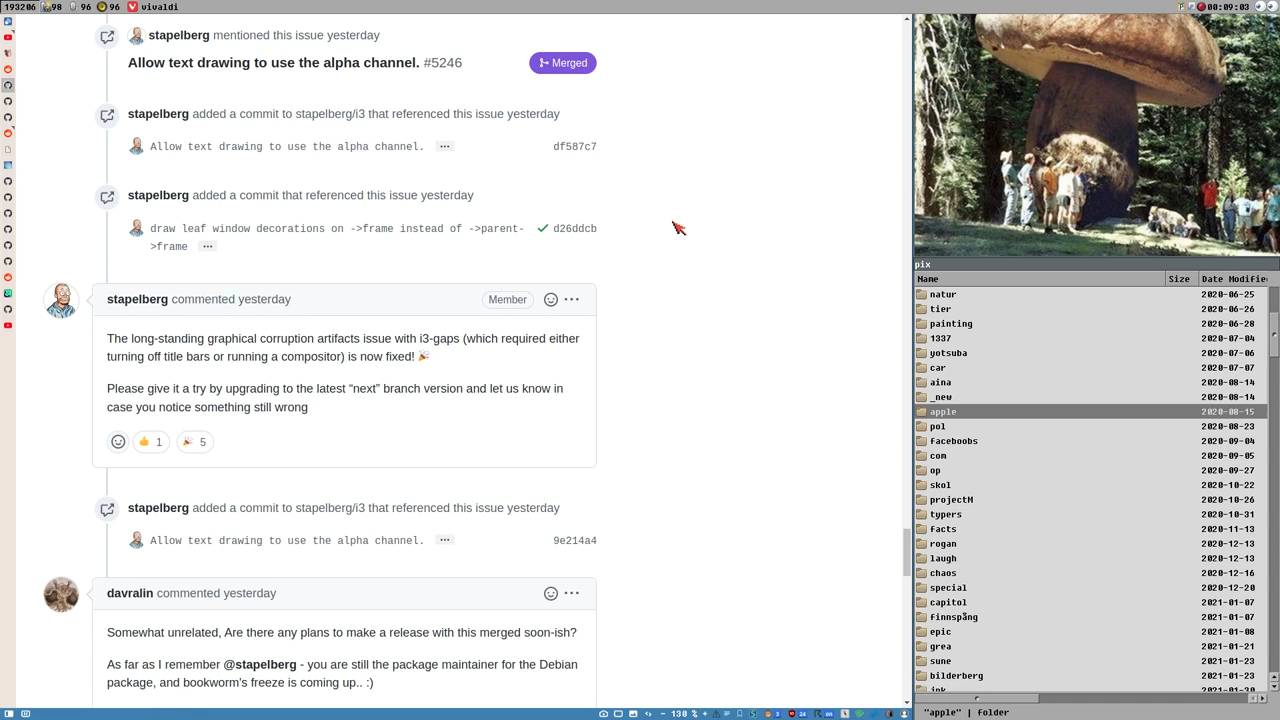 193206 98 96 96 vivaldi
00:09:03
stapelberg mentioned this issue yesterday
Allow text drawing to use the alpha channel. #5246
Merged
stapelberg added a commit to stapelberg/i3 that referenced this issue yesterday
Allow text drawing to use the alpha channel. ... df587c7
stapelberg added a commit that referenced this issue yesterday
draw leaf window decorations on ->frame instead of ->parent- d26ddcb
>frame ...
stapelberg commented yesterday
Member
The long-standing graphical corruption artifacts issue with i3-gaps (which required either
turning off title bars or running a compositor) is now fixed! 🎉
Please give it a try by upgrading to the latest “next” branch version and let us know in
case you notice something still wrong
👍 1 🎉 5
stapelberg added a commit to stapelberg/i3 that referenced this issue yesterday
Allow text drawing to use the alpha channel. ... 9e214a4
davralin commented yesterday
Somewhat unrelated, Are there any plans to make a release with this merged soon-ish?
As far as I remember @stapelberg - you are still the package maintainer for the Debian
package, and bookworm's freeze is coming up.. :)
130 %
pix
Name Size Date Modifie
natur 2020-06-25
tier 2020-06-26
painting 2020-06-28
1337 2020-07-04
yotsuba 2020-07-06
car 2020-07-07
aina 2020-08-14
_new 2020-08-14
apple 2020-08-15
pol 2020-08-23
faceboobs 2020-09-04
com 2020-09-05
op 2020-09-27
skol 2020-10-22
projectM 2020-10-26
typers 2020-10-31
facts 2020-11-13
rogan 2020-12-13
laugh 2020-12-13
chaos 2020-12-16
special 2020-12-20
capitol 2021-01-07
finnspång 2021-01-07
epic 2021-01-08
grea 2021-01-21
sune 2021-01-23
bilderberg 2021-01-23
ink 2021-01-30
"apple" | folder